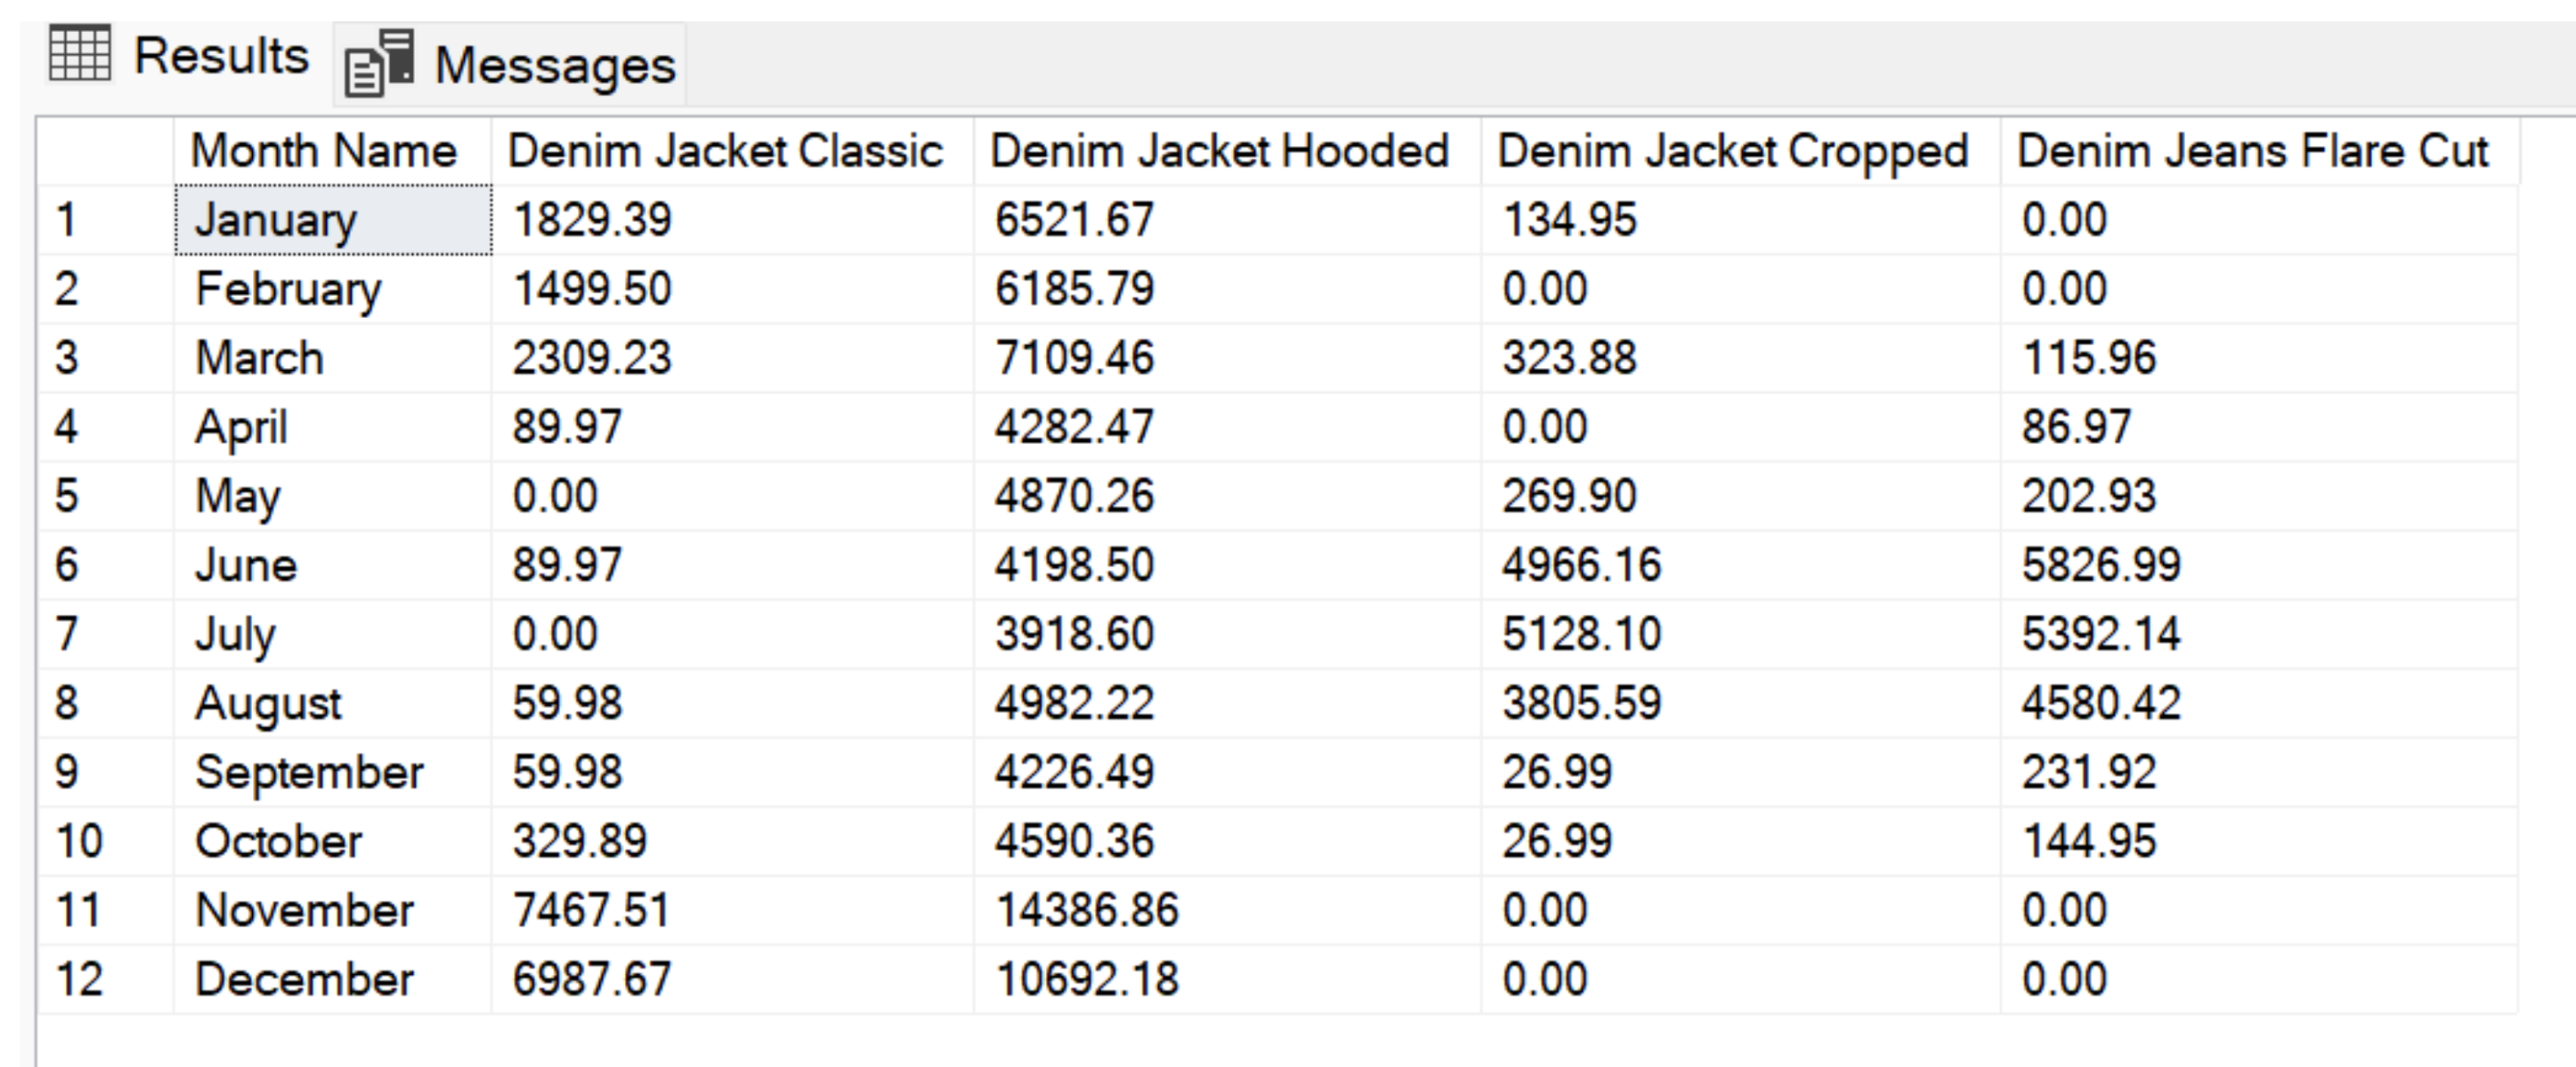 Results Messages
Month Name Denim Jacket Classic Denim Jacket Hooded Denim Jacket Cropped Denim Jeans Flare Cut
1 January 1829.39 6521.67 134.95 0.00
2 February 1499.50 6185.79 0.00 0.00
3 March 2309.23 7109.46 323.88 115.96
4 April 89.97 4282.47 0.00 86.97
5 May 0.00 4870.26 269.90 202.93
6 June 89.97 4198.50 4966.16 5826.99
7 July 0.00 3918.60 5128.10 5392.14
8 August 59.98 4982.22 3805.59 4580.42
9 September 59.98 4226.49 26.99 231.92
10 October 329.89 4590.36 26.99 144.95
11 November 7467.51 14386.86 0.00 0.00
12 December 6987.67 10692.18 0.00 0.00